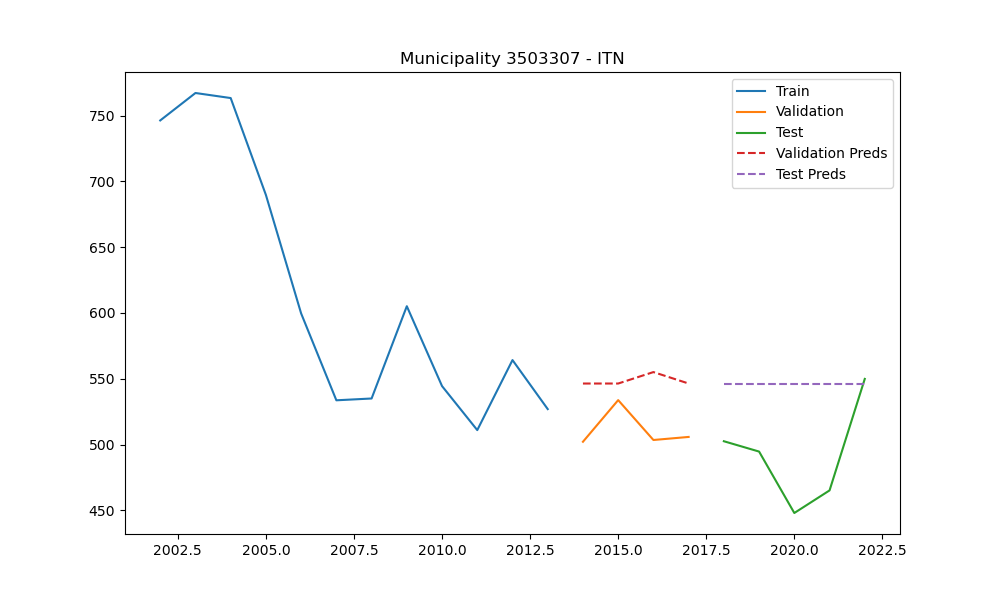 Municipality 3503307 - ITN
Train
Validation
Test
Validation Preds
Test Preds
750
700
650
600
550
500
450
2002.5 2005.0 2007.5 2010.0 2012.5 2015.0 2017.5 2020.0 2022.5